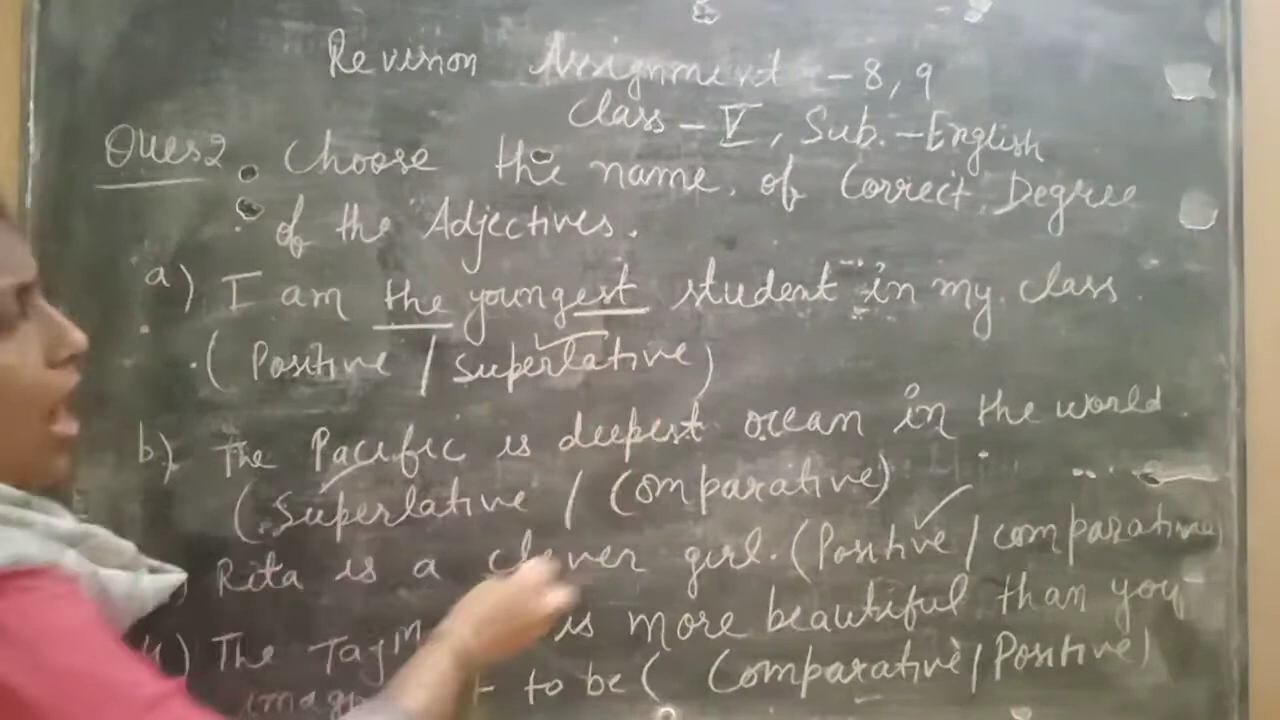 Revision Assignment - 8, 9
Class - V, Sub. - English
Ques 2. Choose the name of Correct Degree
of the Adjectives.
a) I am the youngest student in my class.
(Positive / Superlative)
b) The Pacific is deepest ocean in the world.
(Superlative / Comparative)
Rita is a clever girl. (Positive / comparative)
The is more beautiful than you
to be (Comparative / Positive)